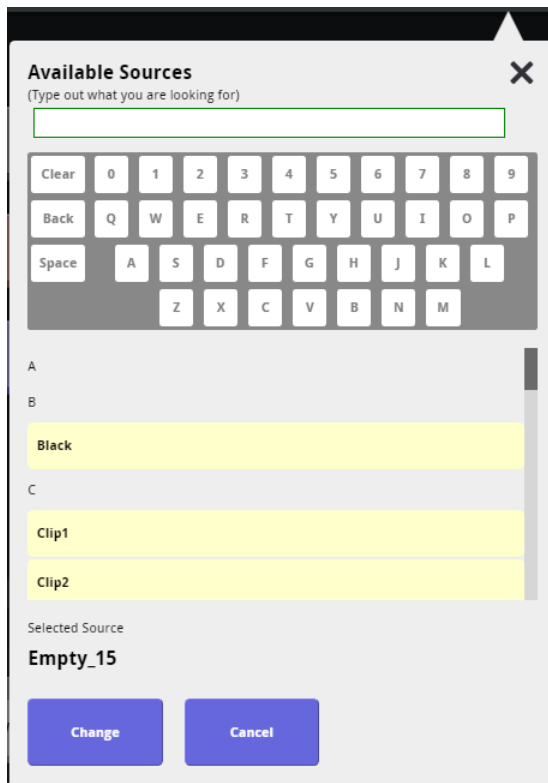 Available Sources
(Type out what you are looking for)
Clear 0 1 2 3 4 5 6 7 8 9
Back Q W E R T Y U I O P
Space A S D F G H J K L
Z X C V B N M
A
B
Black
C
Clip1
Clip2
Selected Source
Empty_15
Change Cancel